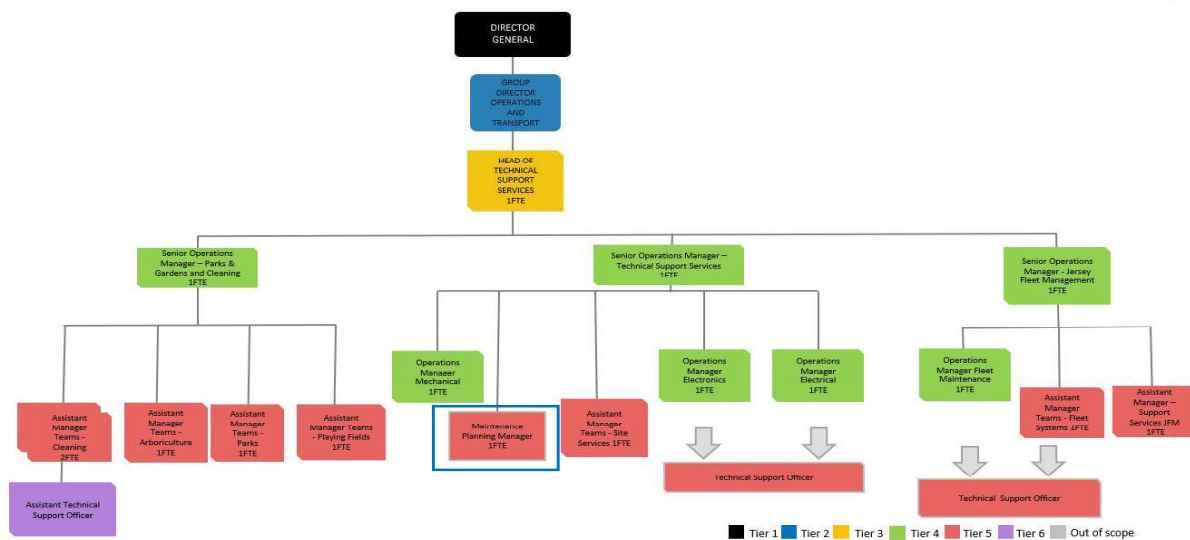 DIRECTOR
GENERAL
GROUP
DIRECTOR
OPERATIONS
AND
TRANSPORT
HEAD OF
TECHNICAL
SUPPORT
SERVICES
1FTE
Senior Operations
Manager – Parks &
Gardens and Cleaning
1FTE
Senior Operations Manager –
Technical Support Services
1FTE
Senior Operations
Manager - Jersey
Fleet Management
1FTE
Operations
Manager
Mechanical
1FTE
Operations
Manager
Electronics
1FTE
Operations
Manager
Electrical
1FTE
Operations
Manager Fleet
Maintenance
1FTE
Assistant
Manager
Teams -
Cleaning
2FTE
Assistant
Manager
Teams -
Arboriculture
1FTE
Assistant
Manager
Teams -
Parks
1FTE
Assistant
Manager Teams
- Playing Fields
1FTE
Maintenance
Planning Manager
1FTE
Assistant
Manager
Teams - Site
Services 1FTE
Assistant
Manager
Teams - Fleet
Systems 1FTE
Assistant
Manager –
Support
Services JFM
1FTE
Technical Support Officer
Technical Support Officer
Assistant Technical
Support Officer
Tier 1 Tier 2 Tier 3 Tier 4 Tier 5 Tier 6 Out of scope